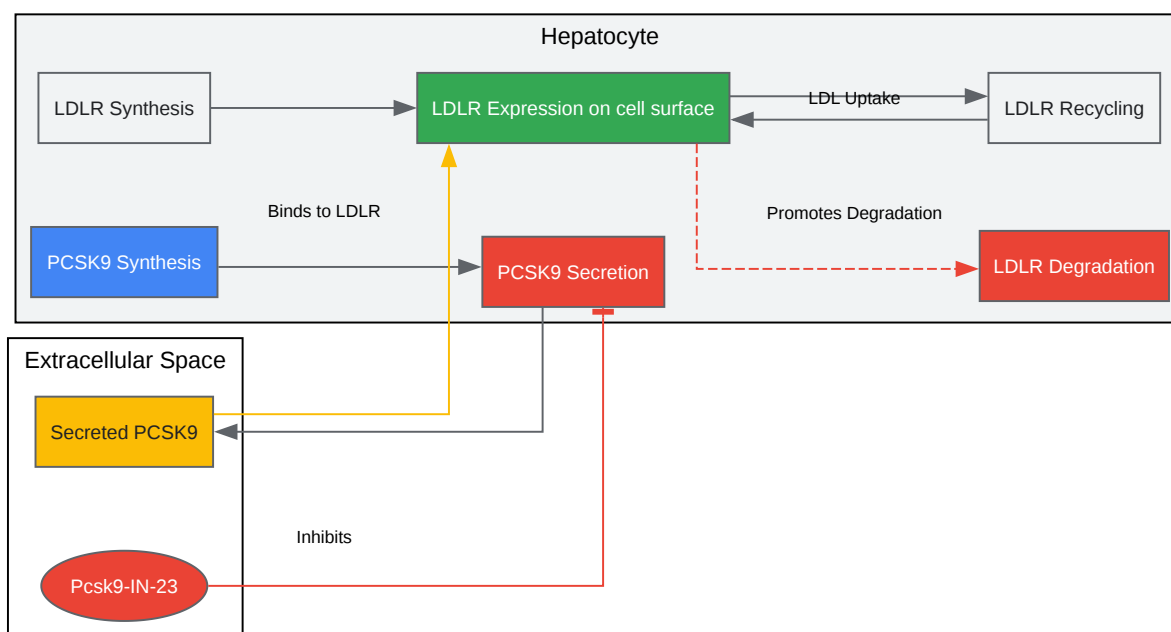 Hepatocyte
LDLR Synthesis
LDLR Expression on cell surface
LDL Uptake
LDLR Recycling
Binds to LDLR
Promotes Degradation
PCSK9 Synthesis
PCSK9 Secretion
LDLR Degradation
Extracellular Space
Secreted PCSK9
Inhibits
Pcsk9-IN-23